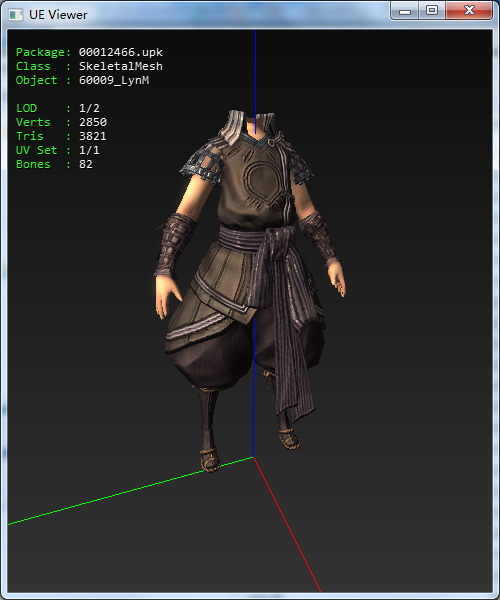 UE Viewer
Package: 00012466.upk
Class : SkeletalMesh
Object : 60009_LynM
LOD : 1/2
Verts : 2850
Tris : 3821
UV Set : 1/1
Bones : 82